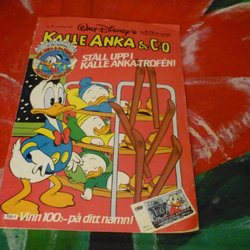 WALT DISNEY'S
KALLE ANKA & C:O
STÄLL UPP I
KALLE ANKA-TROFÉN!
Vinn 100:- på ditt namn!